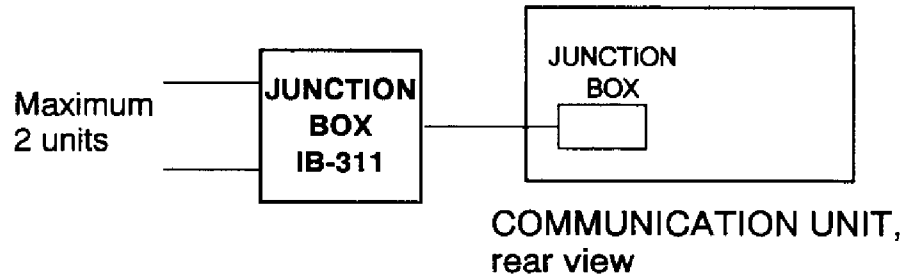 Maximum
2 units
JUNCTION
BOX
IB-311
JUNCTION
BOX
COMMUNICATION UNIT,
rear view